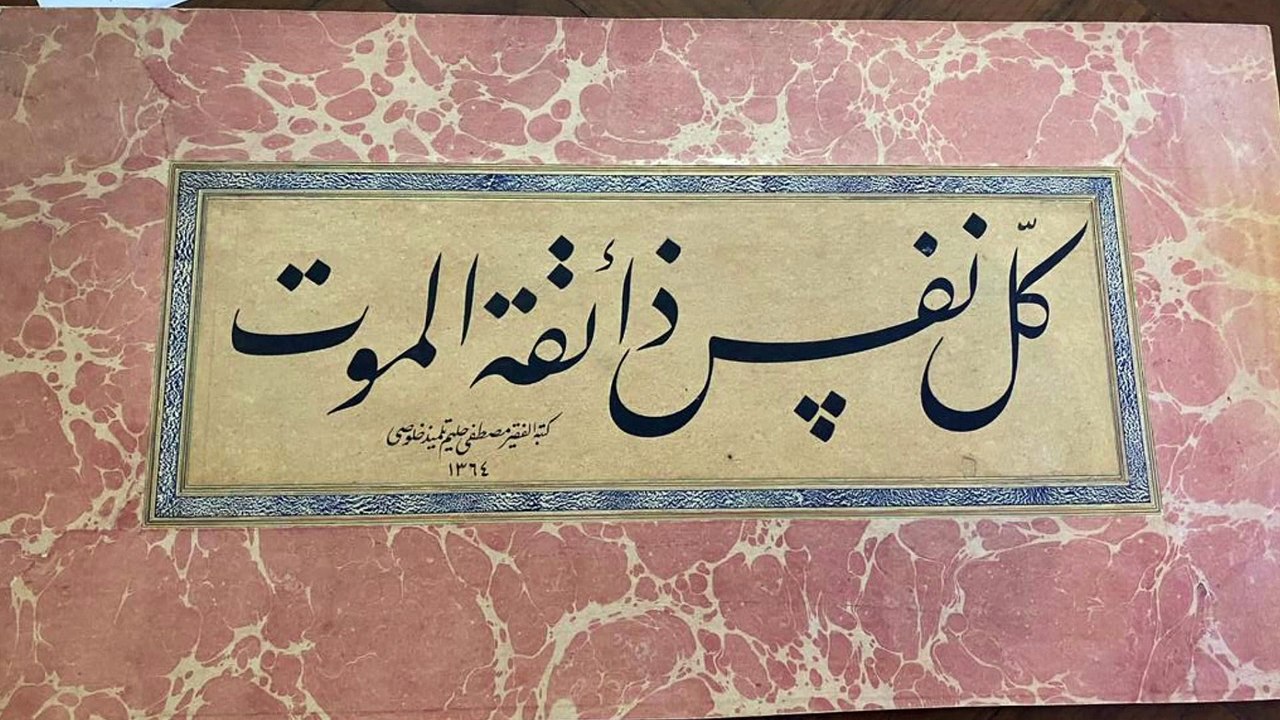 كلّ نفس ذائقة الموت
كتبه الفقير مصطفى حليم تلميذ خلوصي
١٣٦٤